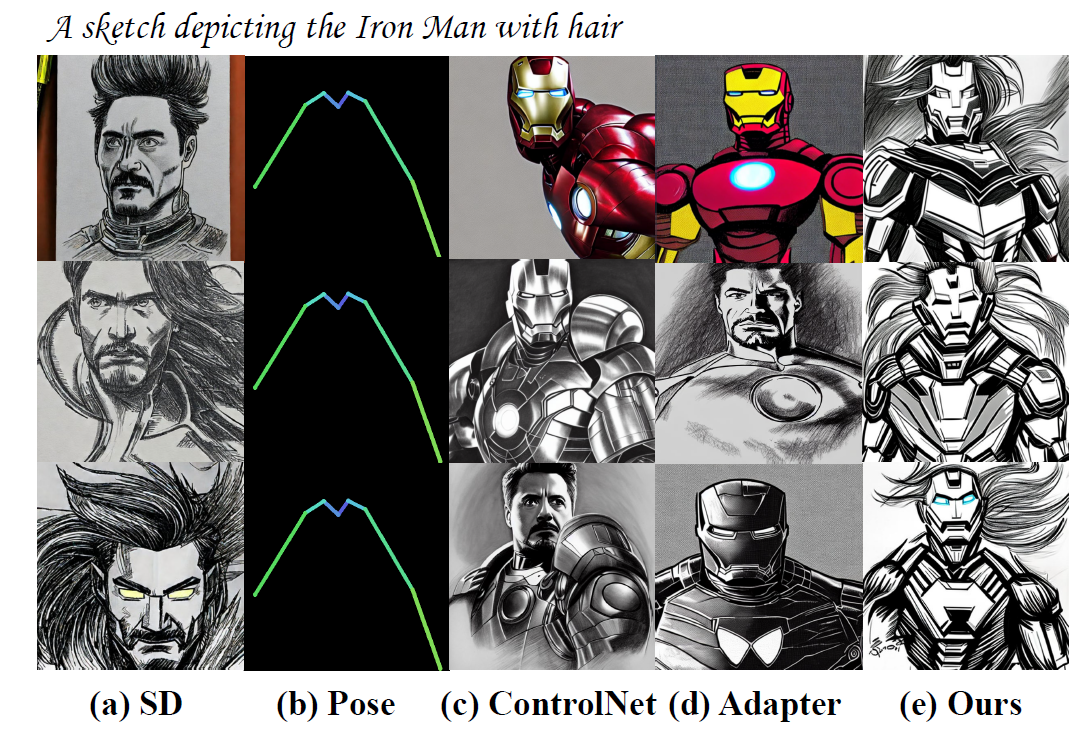 A sketch depicting the Iron Man with hair
(a) SD (b) Pose (c) ControlNet (d) Adapter (e) Ours